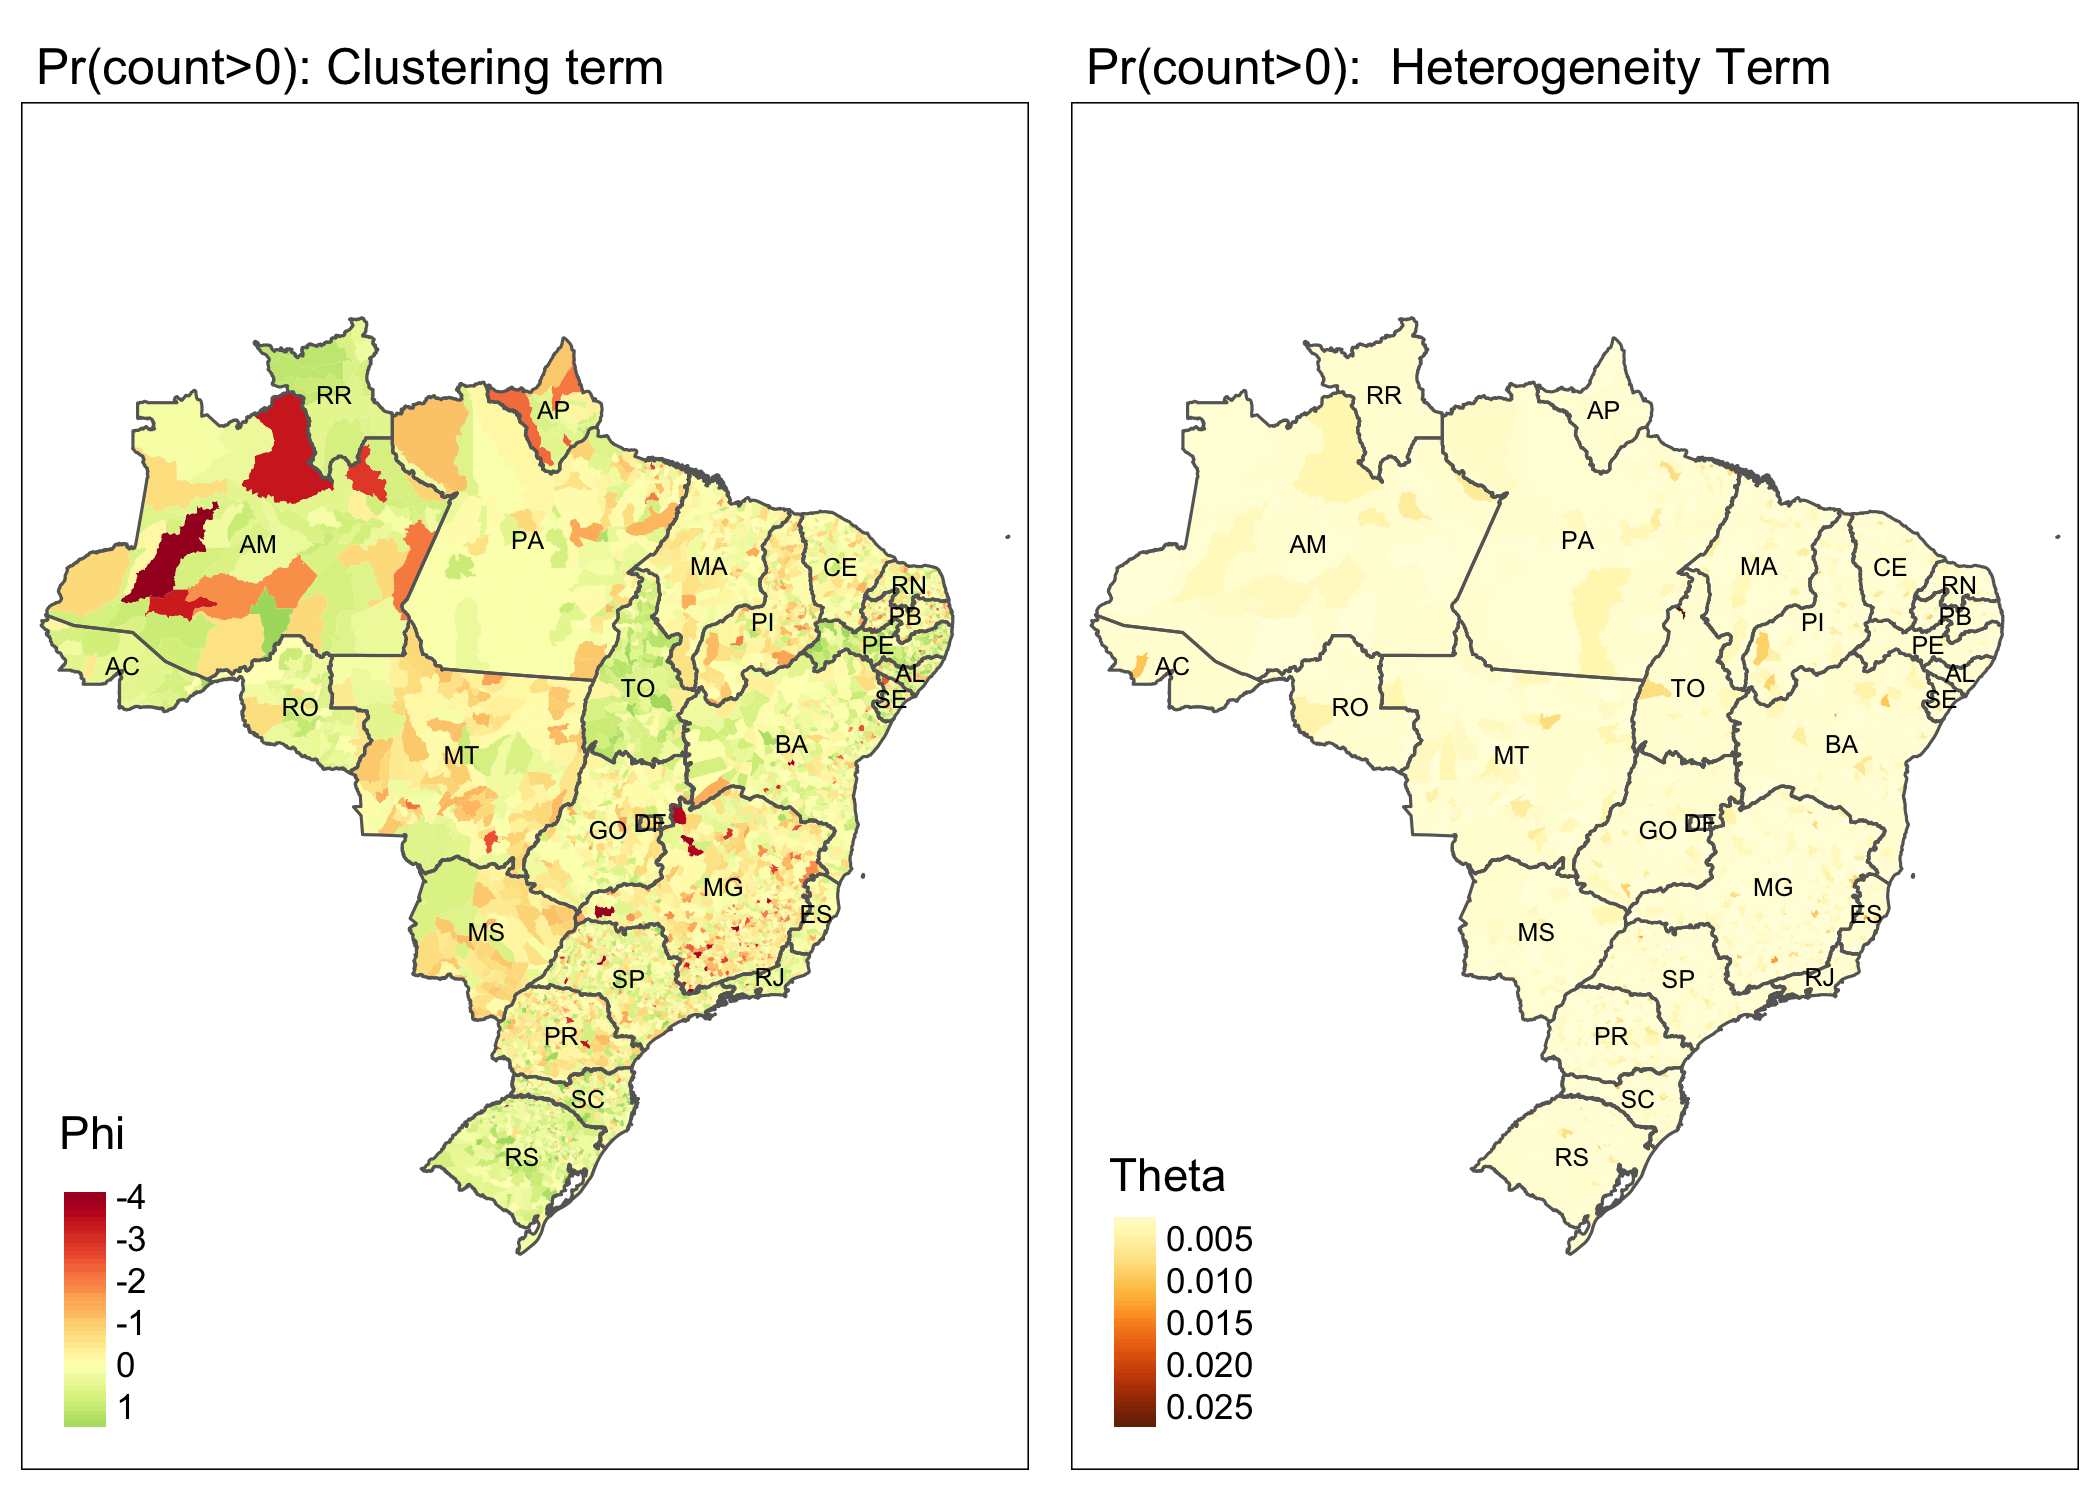 Pr(count>0): Clustering term
RR
AP
AM
PA
MA
CE
RN
PB
PI
PE
AC
AL
TO
SE
RO
BA
MT
GO
DF
MG
ES
MS
SP
RJ
PR
SC
RS
Phi
-4
-3
-2
-1
0
1
Pr(count>0):  Heterogeneity Term
RR
AP
AM
PA
MA
CE
RN
PB
PI
PE
AC
AL
TO
SE
RO
BA
MT
GO
DF
MG
ES
MS
SP
RJ
PR
SC
RS
Theta
0.005
0.010
0.015
0.020
0.025